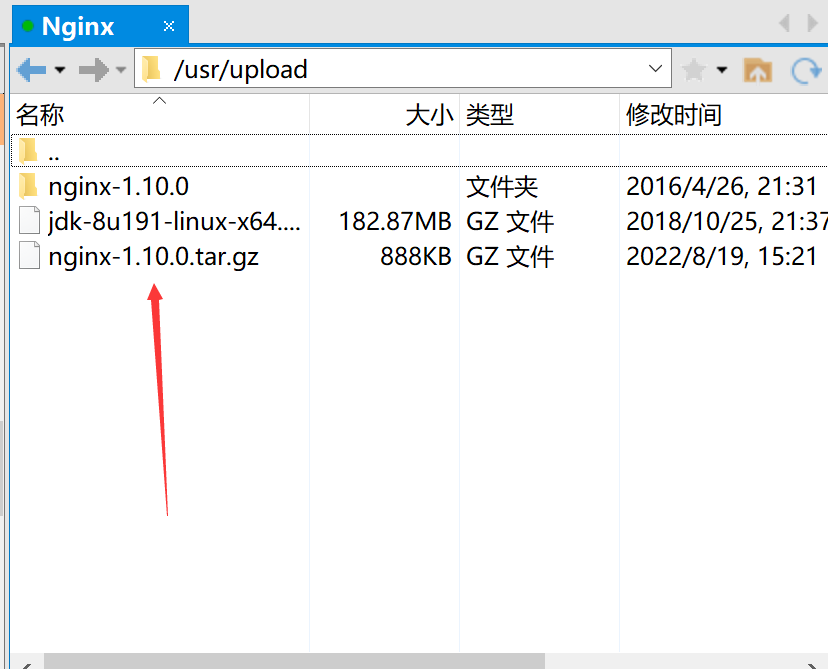 Nginx
/usr/upload
名称 大小 类型 修改时间
..
nginx-1.10.0 文件夹 2016/4/26, 21:31
jdk-8u191-linux-x64.... 182.87MB GZ 文件 2018/10/25, 21:37
nginx-1.10.0.tar.gz 888KB GZ 文件 2022/8/19, 15:21